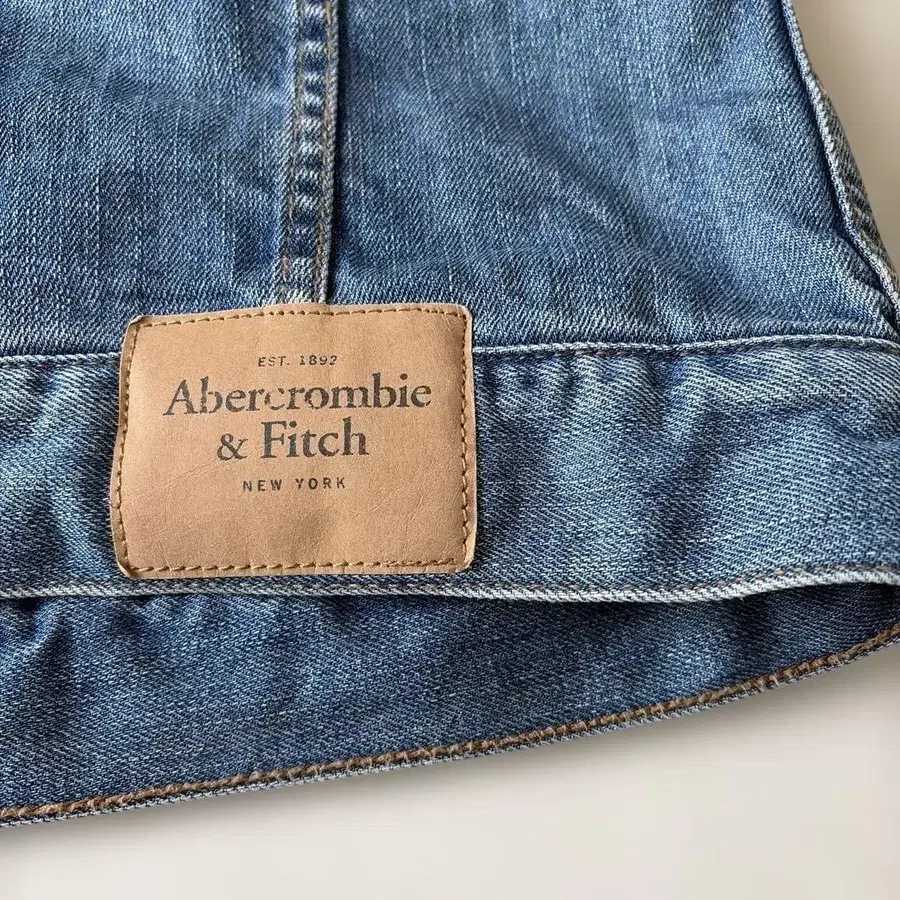 EST. 1892
Abercrombie
& Fitch
NEW YORK